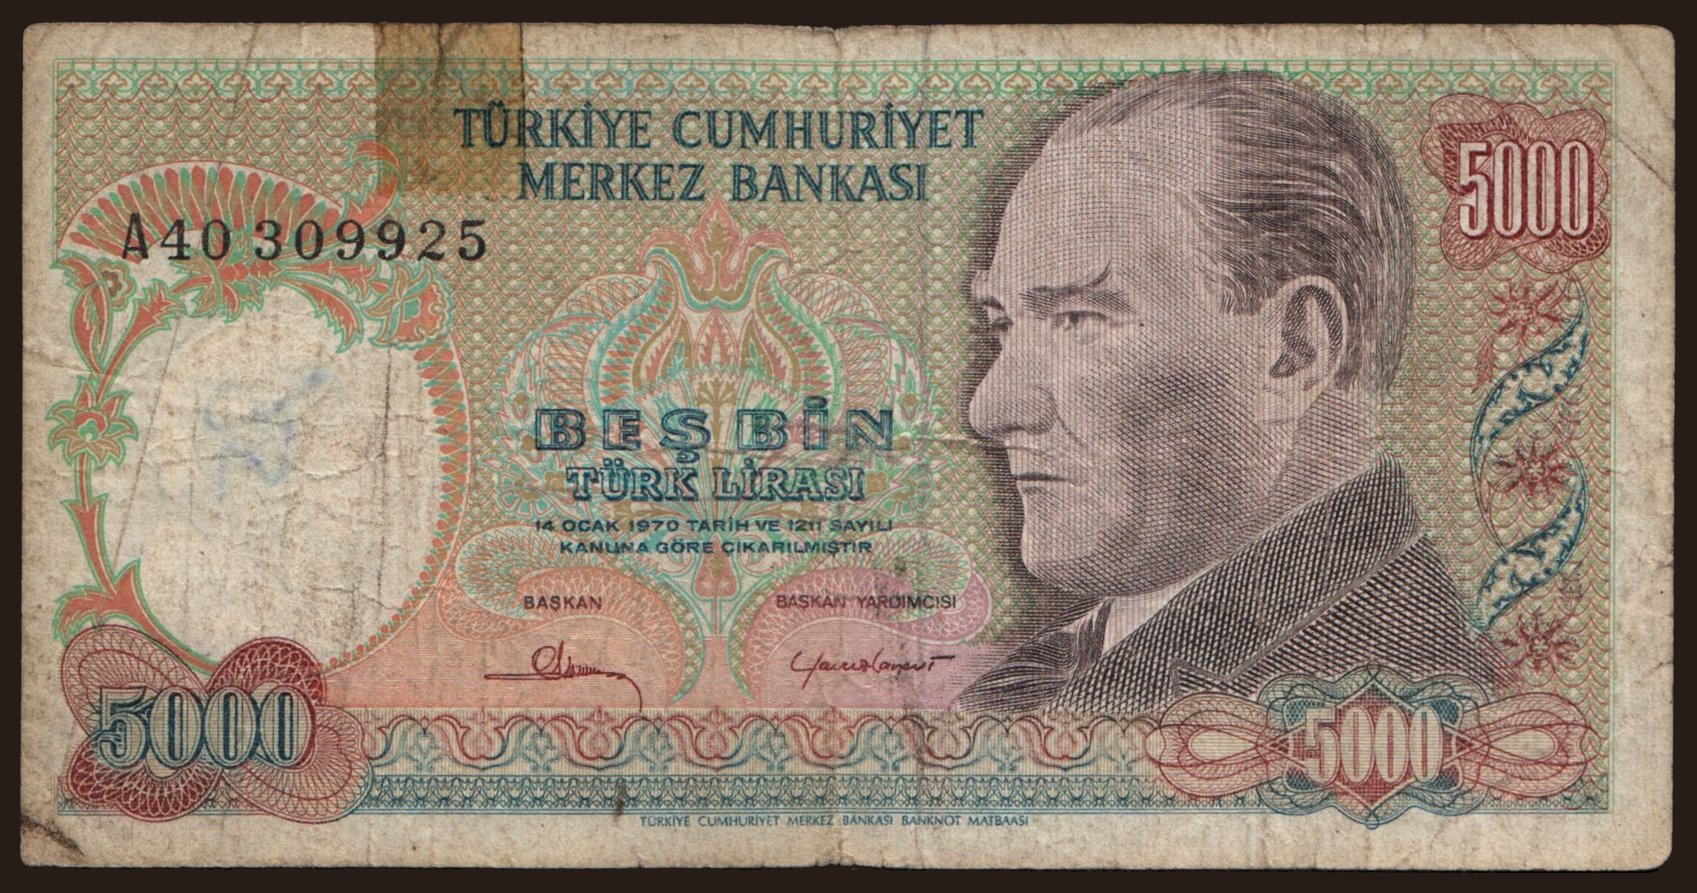 TÜRKİYE CUMHURİYET
MERKEZ BANKASI
5000
A40 309925
BEŞ BİN
TÜRK LİRASI
14 OCAK 1970 TARİH VE 1211 SAYILI
KANUNA GÖRE ÇIKARILMIŞTIR
BAŞKAN
BAŞKAN YARDIMCISI
5000
5000
TÜRKİYE CUMHURİYET MERKEZ BANKASI BANKNOT MATBAASI